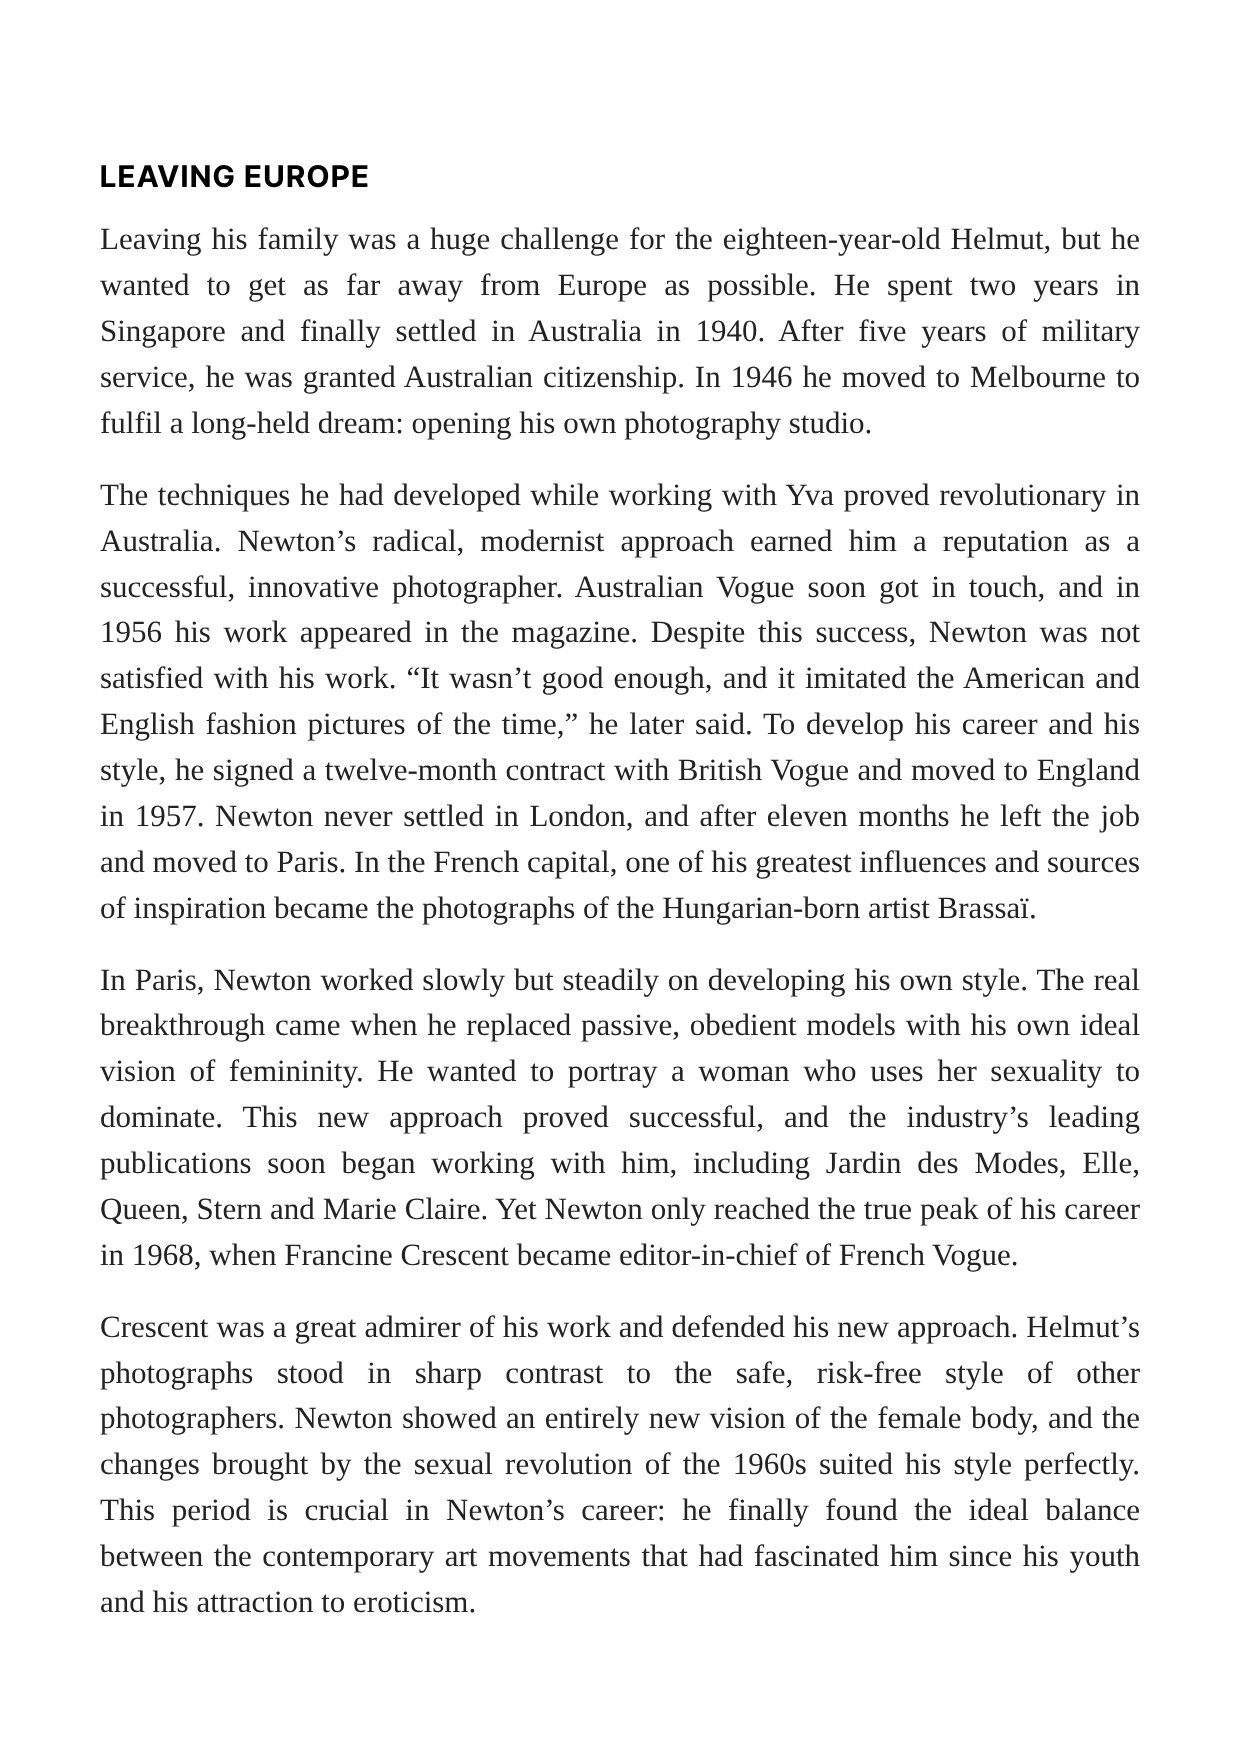 LEAVING EUROPE
Leaving his family was a huge challenge for the eighteen-year-old Helmut, but he
wanted to get as far away from Europe as possible. He spent two years in
Singapore and finally settled in Australia in 1940. After five years of military
service, he was granted Australian citizenship. In 1946 he moved to Melbourne to
fulfil a long-held dream: opening his own photography studio.
The techniques he had developed while working with Yva proved revolutionary in
Australia. Newton’s radical, modernist approach earned him a reputation as a
successful, innovative photographer. Australian Vogue soon got in touch, and in
1956 his work appeared in the magazine. Despite this success, Newton was not
satisfied with his work. “It wasn’t good enough, and it imitated the American and
English fashion pictures of the time,” he later said. To develop his career and his
style, he signed a twelve-month contract with British Vogue and moved to England
in 1957. Newton never settled in London, and after eleven months he left the job
and moved to Paris. In the French capital, one of his greatest influences and sources
of inspiration became the photographs of the Hungarian-born artist Brassaï.
In Paris, Newton worked slowly but steadily on developing his own style. The real
breakthrough came when he replaced passive, obedient models with his own ideal
vision of femininity. He wanted to portray a woman who uses her sexuality to
dominate. This new approach proved successful, and the industry’s leading
publications soon began working with him, including Jardin des Modes, Elle,
Queen, Stern and Marie Claire. Yet Newton only reached the true peak of his career
in 1968, when Francine Crescent became editor-in-chief of French Vogue.
Crescent was a great admirer of his work and defended his new approach. Helmut’s
photographs stood in sharp contrast to the safe, risk-free style of other
photographers. Newton showed an entirely new vision of the female body, and the
changes brought by the sexual revolution of the 1960s suited his style perfectly.
This period is crucial in Newton’s career: he finally found the ideal balance
between the contemporary art movements that had fascinated him since his youth
and his attraction to eroticism.